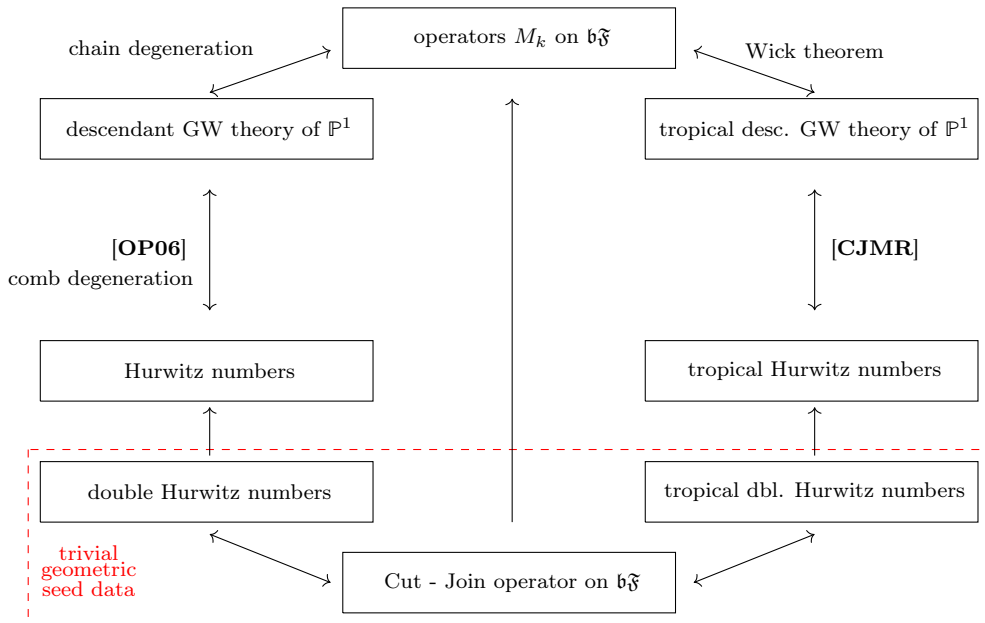 operators $M_k$ on $\mathfrak{bF}$
chain degeneration
Wick theorem
descendant GW theory of $\mathbb{P}^1$
tropical desc. GW theory of $\mathbb{P}^1$
[OP06]
[CJMR]
comb degeneration
Hurwitz numbers
tropical Hurwitz numbers
double Hurwitz numbers
tropical dbl. Hurwitz numbers
trivial
geometric
seed data
Cut - Join operator on $\mathfrak{bF}$